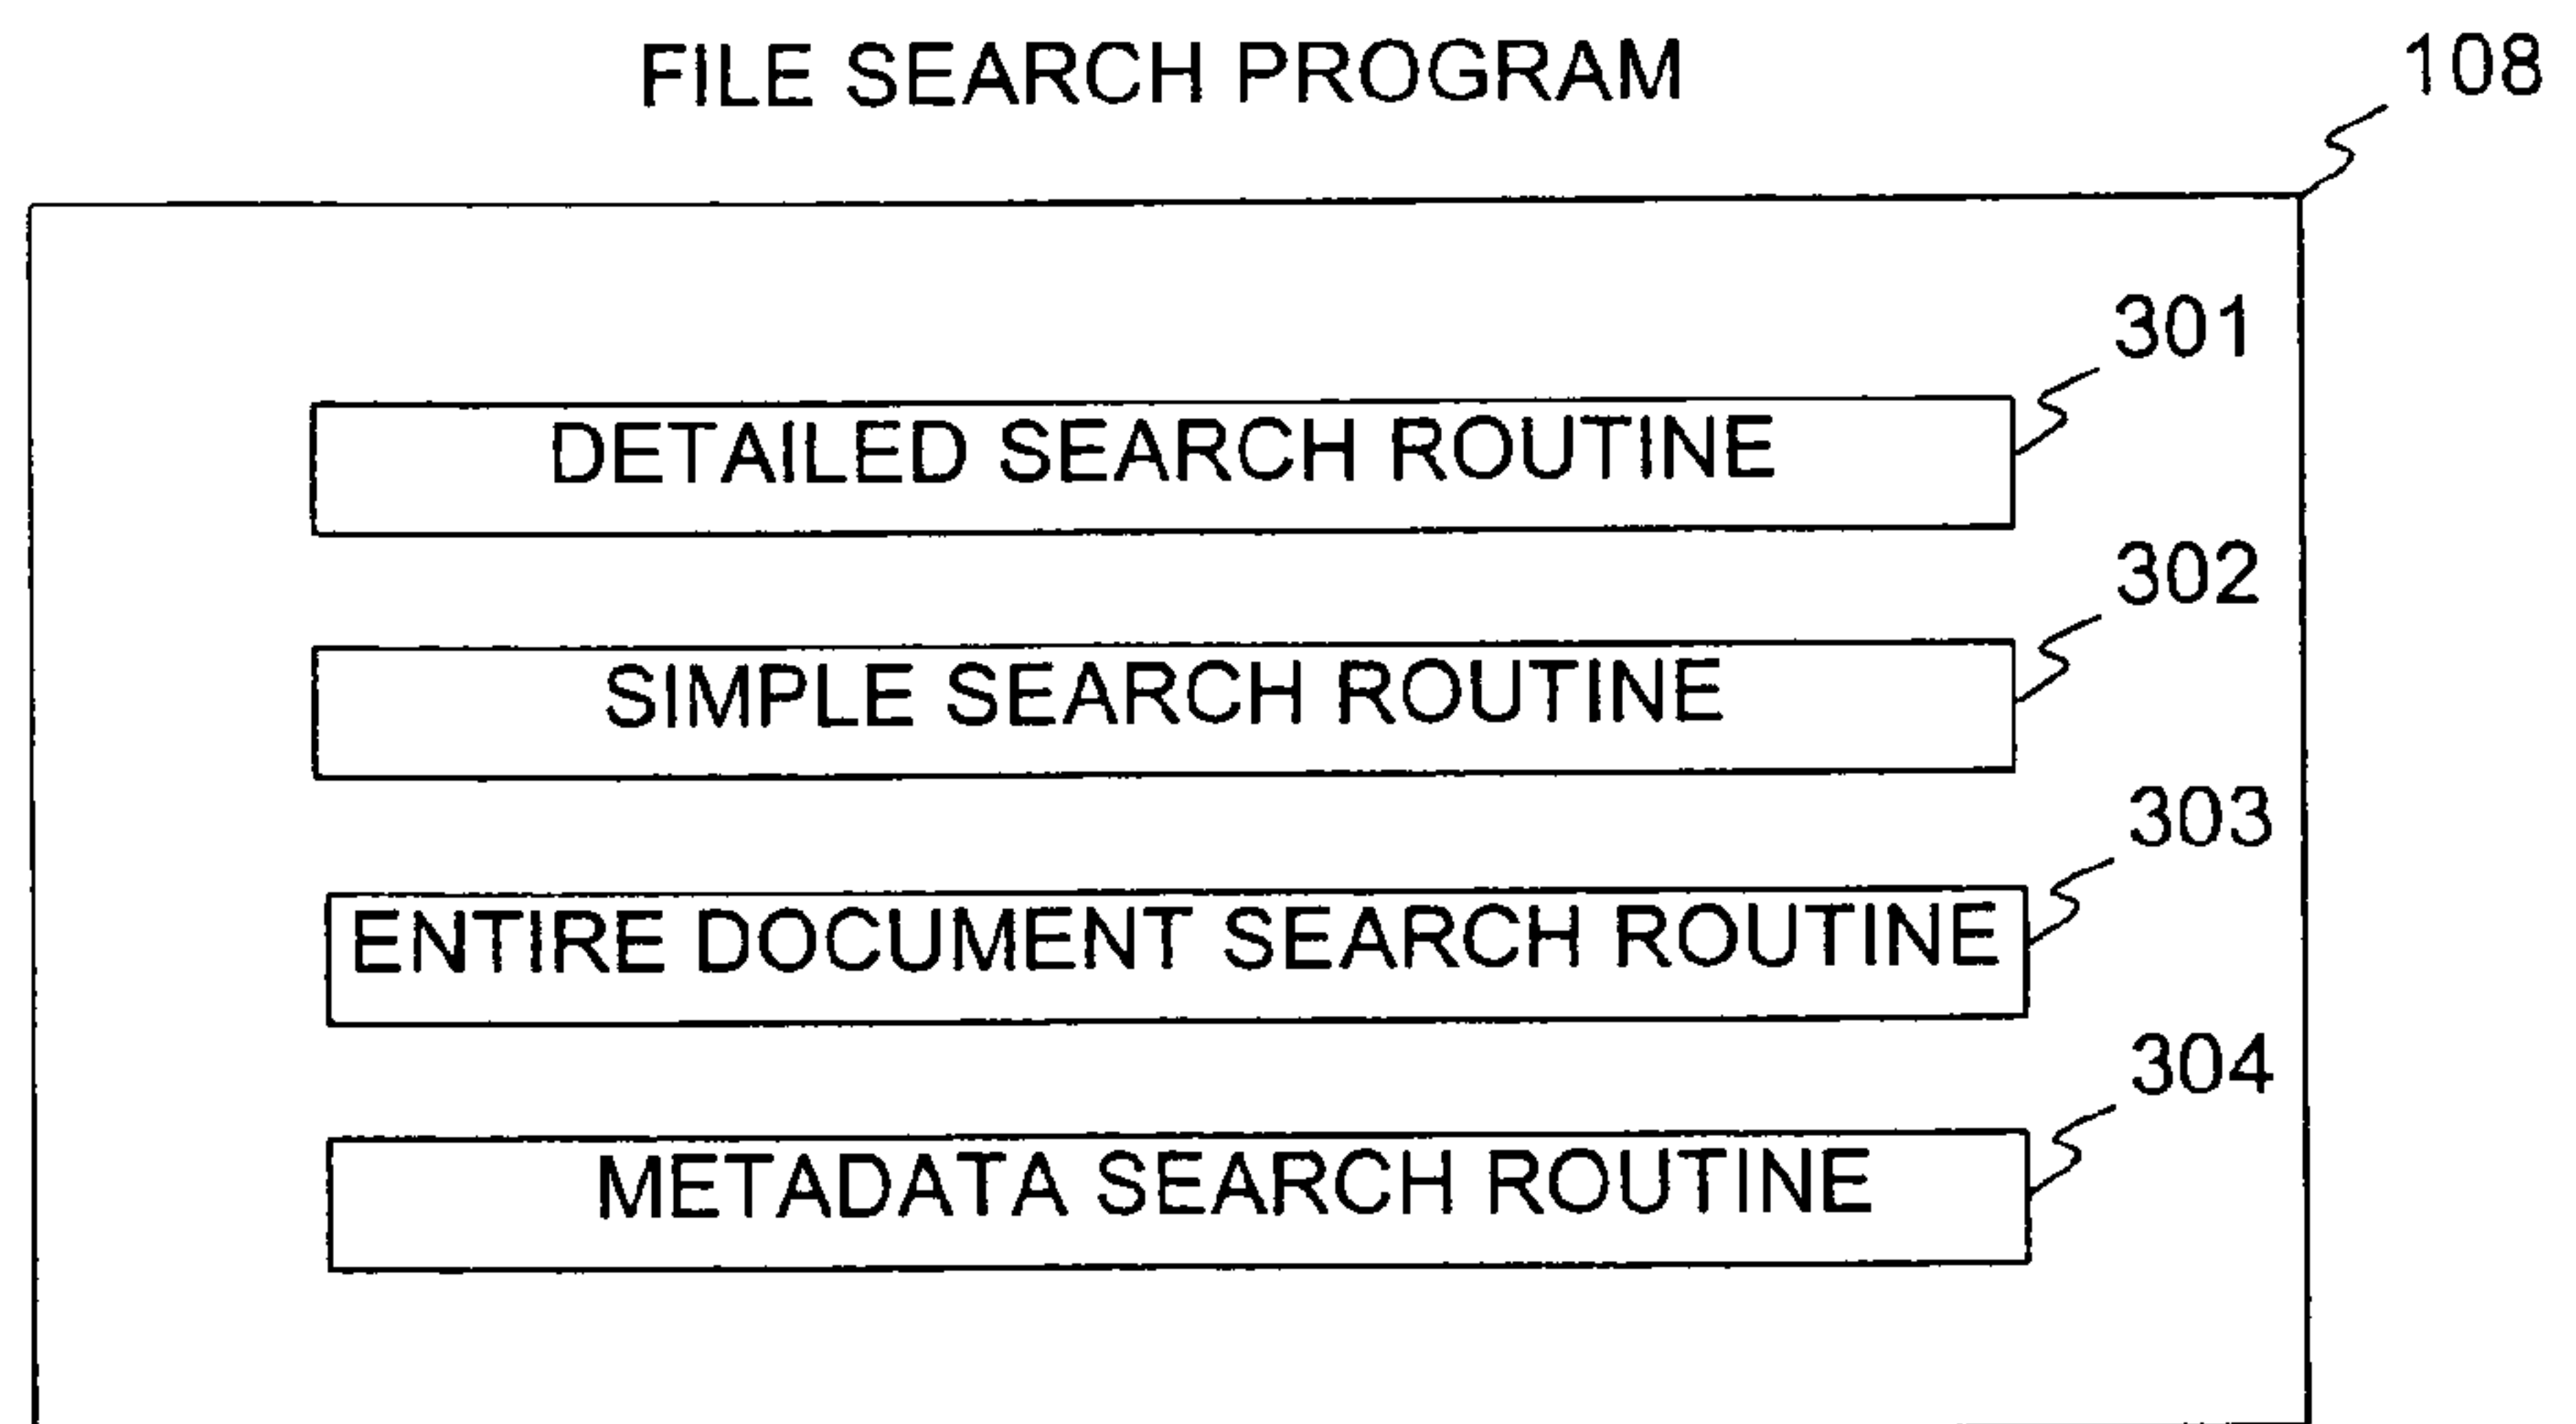 FILE SEARCH PROGRAM
108
301
DETAILED SEARCH ROUTINE
302
SIMPLE SEARCH ROUTINE
303
ENTIRE DOCUMENT SEARCH ROUTINE
304
METADATA SEARCH ROUTINE